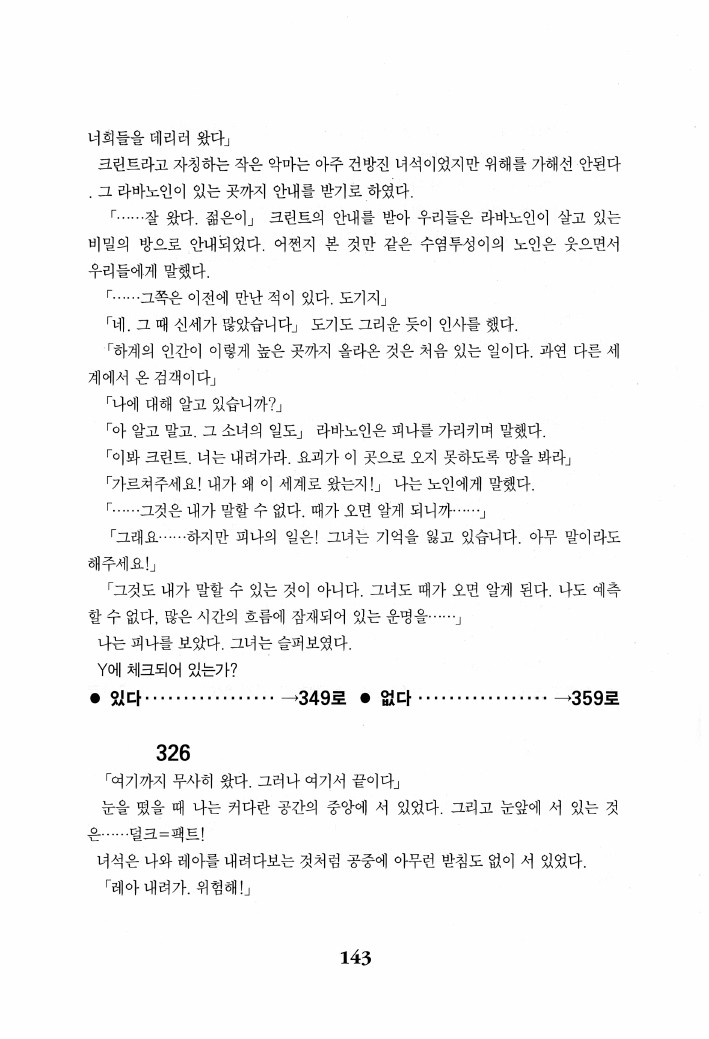 너희들을 데리러 왔다」
크린트라고 자칭하는 작은 악마는 아주 건방진 녀석이었지만 위해를 가해선 안된다
. 그 라바노인이 있는 곳까지 안내를 받기로 하였다.
「……잘 왔다. 젊은이」 크린트의 안내를 받아 우리들은 라바노인이 살고 있는
비밀의 방으로 안내되었다. 어쩐지 본 것만 같은 수염투성이의 노인은 웃으면서
우리들에게 말했다.
「……그쪽은 이전에 만난 적이 있다. 도기지」
「네. 그 때 신세가 많았습니다」 도기도 그리운 듯이 인사를 했다.
「하계의 인간이 이렇게 높은 곳까지 올라온 것은 처음 있는 일이다. 과연 다른 세
계에서 온 검객이다」
「나에 대해 알고 있습니까?」
「아 알고 말고. 그 소녀의 일도」 라바노인은 피나를 가리키며 말했다.
「이봐 크린트. 너는 내려가라. 요괴가 이 곳으로 오지 못하도록 망을 봐라」
「가르쳐주세요! 내가 왜 이 세계로 왔는지!」 나는 노인에게 말했다.
「……그것은 내가 말할 수 없다. 때가 오면 알게 되니까……」
「그래요……하지만 피나의 일은! 그녀는 기억을 잃고 있습니다. 아무 말이라도
해주세요!」
「그것도 내가 말할 수 있는 것이 아니다. 그녀도 때가 오면 알게 된다. 나도 예측
할 수 없다, 많은 시간의 흐름에 잠재되어 있는 운명을……」
나는 피나를 보았다. 그녀는 슬퍼보였다.
Y에 체크되어 있는가?
● 있다·················→349로 ● 없다·················→359로
326
「여기까지 무사히 왔다. 그러나 여기서 끝이다」
눈을 떴을 때 나는 커다란 공간의 중앙에 서 있었다. 그리고 눈앞에 서 있는 것
은……덜크=팩트!
녀석은 나와 레아를 내려다보는 것처럼 공중에 아무런 받침도 없이 서 있었다.
「레아 내려가. 위험해!」
143